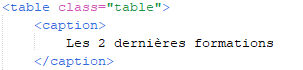 <table class="table">
<caption>
Les 2 dernières formations
</caption>